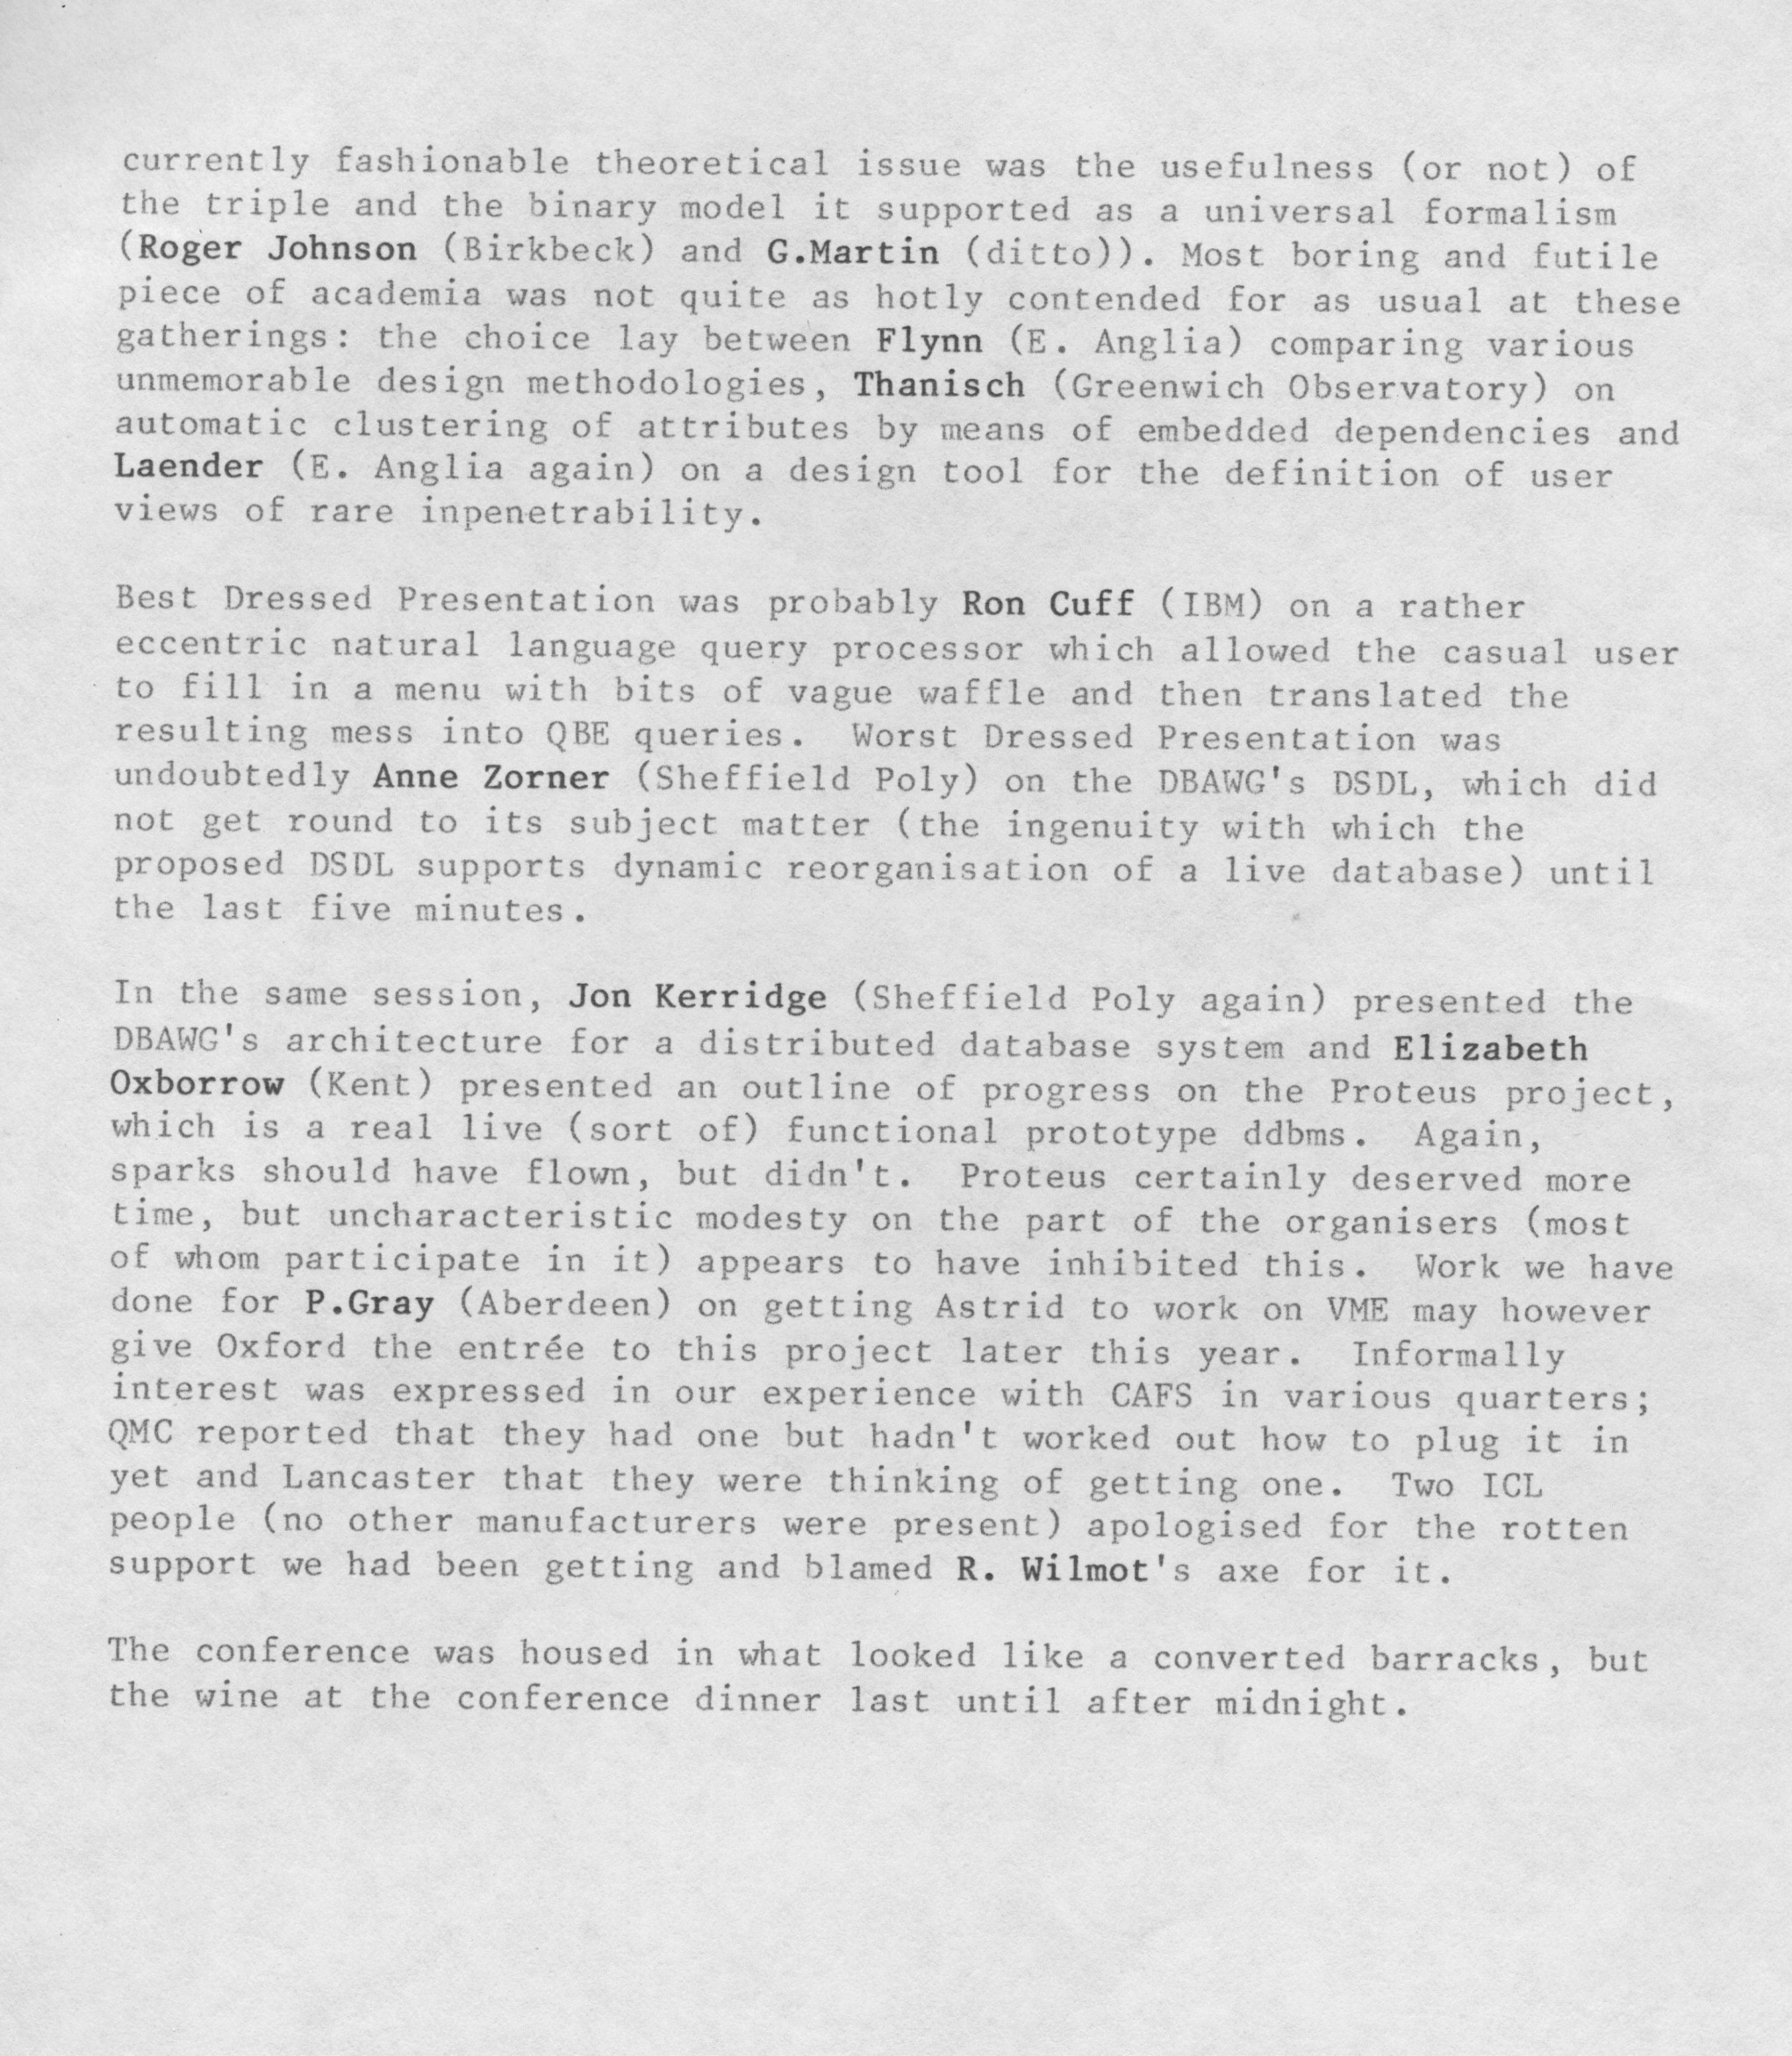 currently fashionable theoretical issue was the usefulness (or not) of
the triple and the binary model it supported as a universal formalism
(Roger Johnson (Birkbeck) and G.Martin (ditto)). Most boring and futile
piece of academia was not quite as hotly contended for as usual at these
gatherings: the choice lay between Flynn (E. Anglia) comparing various
unmemorable design methodologies, Thanisch (Greenwich Observatory) on
automatic clustering of attributes by means of embedded dependencies and
Laender (E. Anglia again) on a design tool for the definition of user
views of rare inpenetrability.

Best Dressed Presentation was probably Ron Cuff (IBM) on a rather
eccentric natural language query processor which allowed the casual user
to fill in a menu with bits of vague waffle and then translated the
resulting mess into QBE queries.  Worst Dressed Presentation was
undoubtedly Anne Zorner (Sheffield Poly) on the DBAWG's DSDL, which did
not get round to its subject matter (the ingenuity with which the
proposed DSDL supports dynamic reorganisation of a live database) until
the last five minutes.

In the same session, Jon Kerridge (Sheffield Poly again) presented the
DBAWG's architecture for a distributed database system and Elizabeth
Oxborrow (Kent) presented an outline of progress on the Proteus project,
which is a real live (sort of) functional prototype ddbms.  Again,
sparks should have flown, but didn't.  Proteus certainly deserved more
time, but uncharacteristic modesty on the part of the organisers (most
of whom participate in it) appears to have inhibited this.  Work we have
done for P.Gray (Aberdeen) on getting Astrid to work on VME may however
give Oxford the entrée to this project later this year.  Informally
interest was expressed in our experience with CAFS in various quarters;
QMC reported that they had one but hadn't worked out how to plug it in
yet and Lancaster that they were thinking of getting one.  Two ICL
people (no other manufacturers were present) apologised for the rotten
support we had been getting and blamed R. Wilmot's axe for it.

The conference was housed in what looked like a converted barracks, but
the wine at the conference dinner last until after midnight.